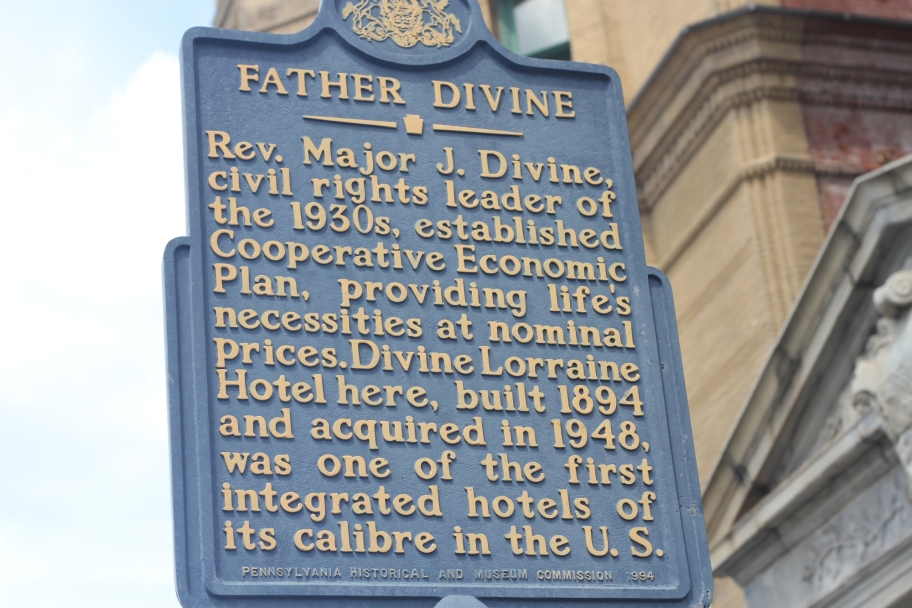 FATHER DIVINE
Rev. Major J. Divine,
civil rights leader of
the 1930s, established
Cooperative Economic
Plan, providing life's
necessities at nominal
prices. Divine Lorraine
Hotel here, built 1894
and acquired in 1948,
was one of the first
integrated hotels of
its calibre in the U. S.
PENNSYLVANIA HISTORICAL AND MUSEUM COMMISSION 1994